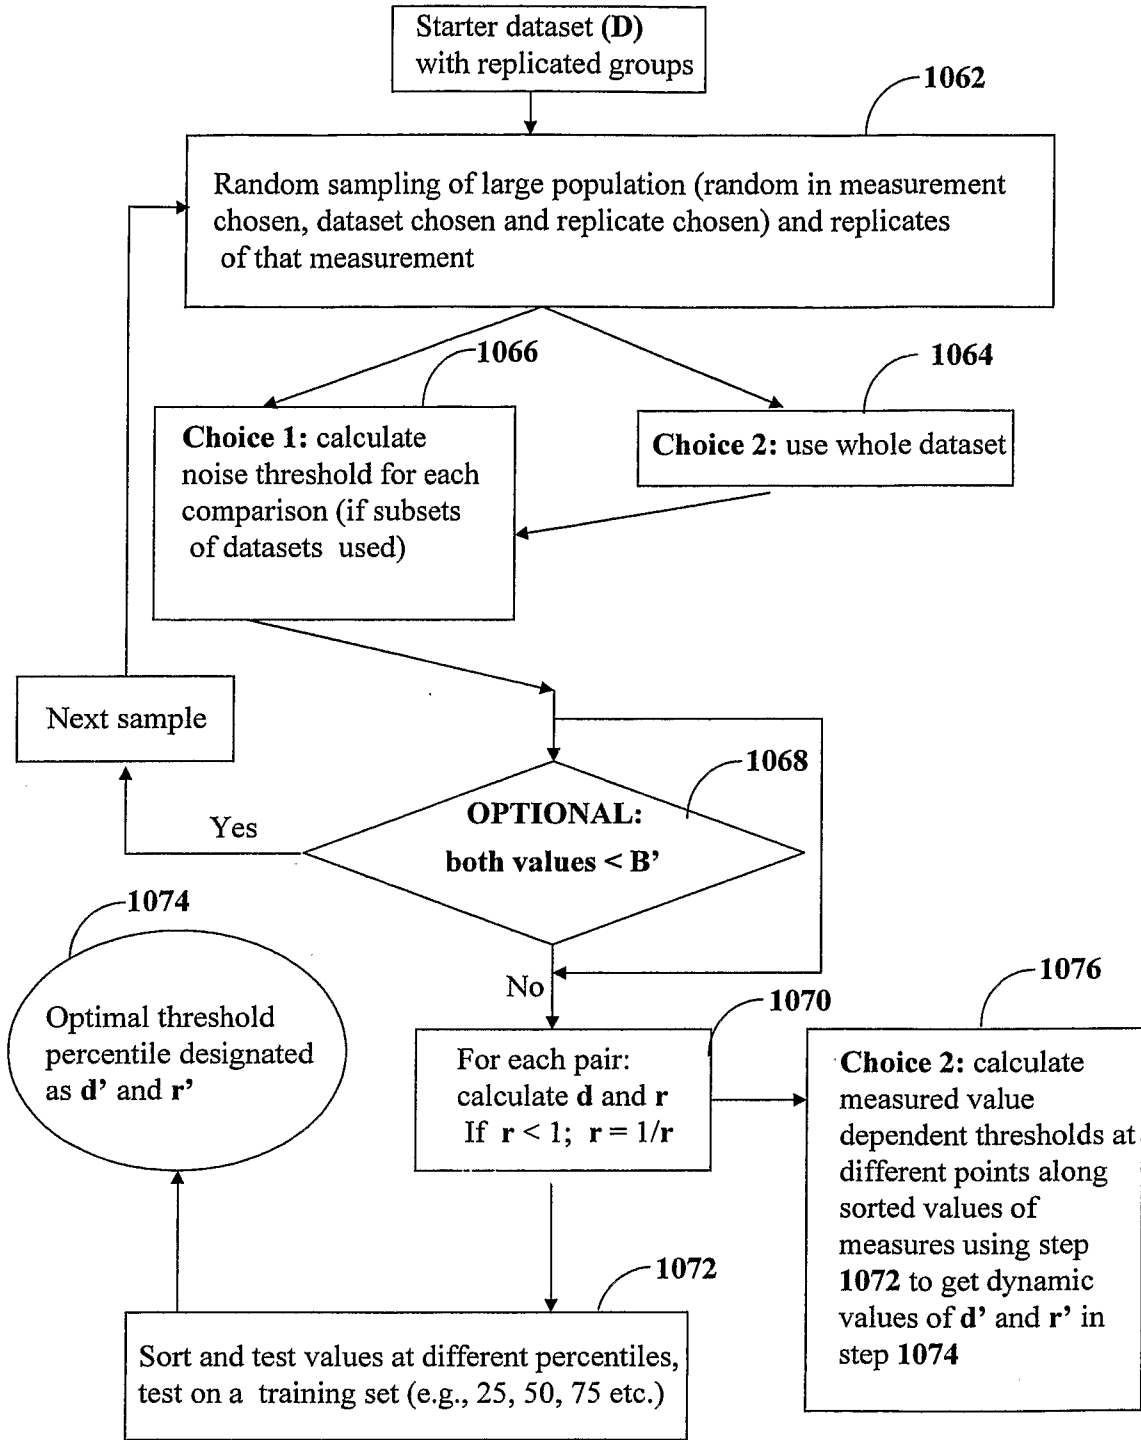 Starter dataset (D)
with replicated groups
1062
Random sampling of large population (random in measurement
chosen, dataset chosen and replicate chosen) and replicates
of that measurement
1066
1064
Choice 1: calculate
noise threshold for each
comparison (if subsets
of datasets used)
Choice 2: use whole dataset
Next sample
1068
OPTIONAL:
both values < B’
Yes
No
1074
Optimal threshold
percentile designated
as d’ and r’
1070
For each pair:
calculate d and r
If r < 1; r = 1/r
1076
Choice 2: calculate
measured value
dependent thresholds at
different points along
sorted values of
measures using step
1072 to get dynamic
values of d’ and r’ in
step 1074
1072
Sort and test values at different percentiles,
test on a training set (e.g., 25, 50, 75 etc.)